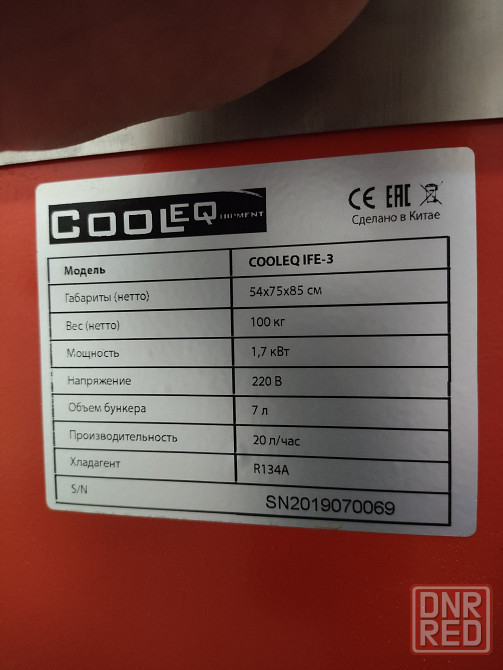 COOLEQUIPMENT
CE EAC
Сделано в Китае
Модель COOLEQ IFE-3
Габариты (нетто) 54x75x85 см
Вес (нетто) 100 кг
Мощность 1,7 кВт
Напряжение 220 В
Объем бункера 7 л
Производительность 20 л/час
Хладагент R134A
S/N SN2019070069
DNR
RED